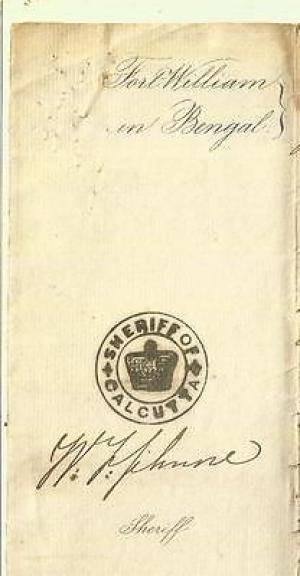 Fort William
in Bengal.
SHERIFF OF
CALCUTTA
Sheriff